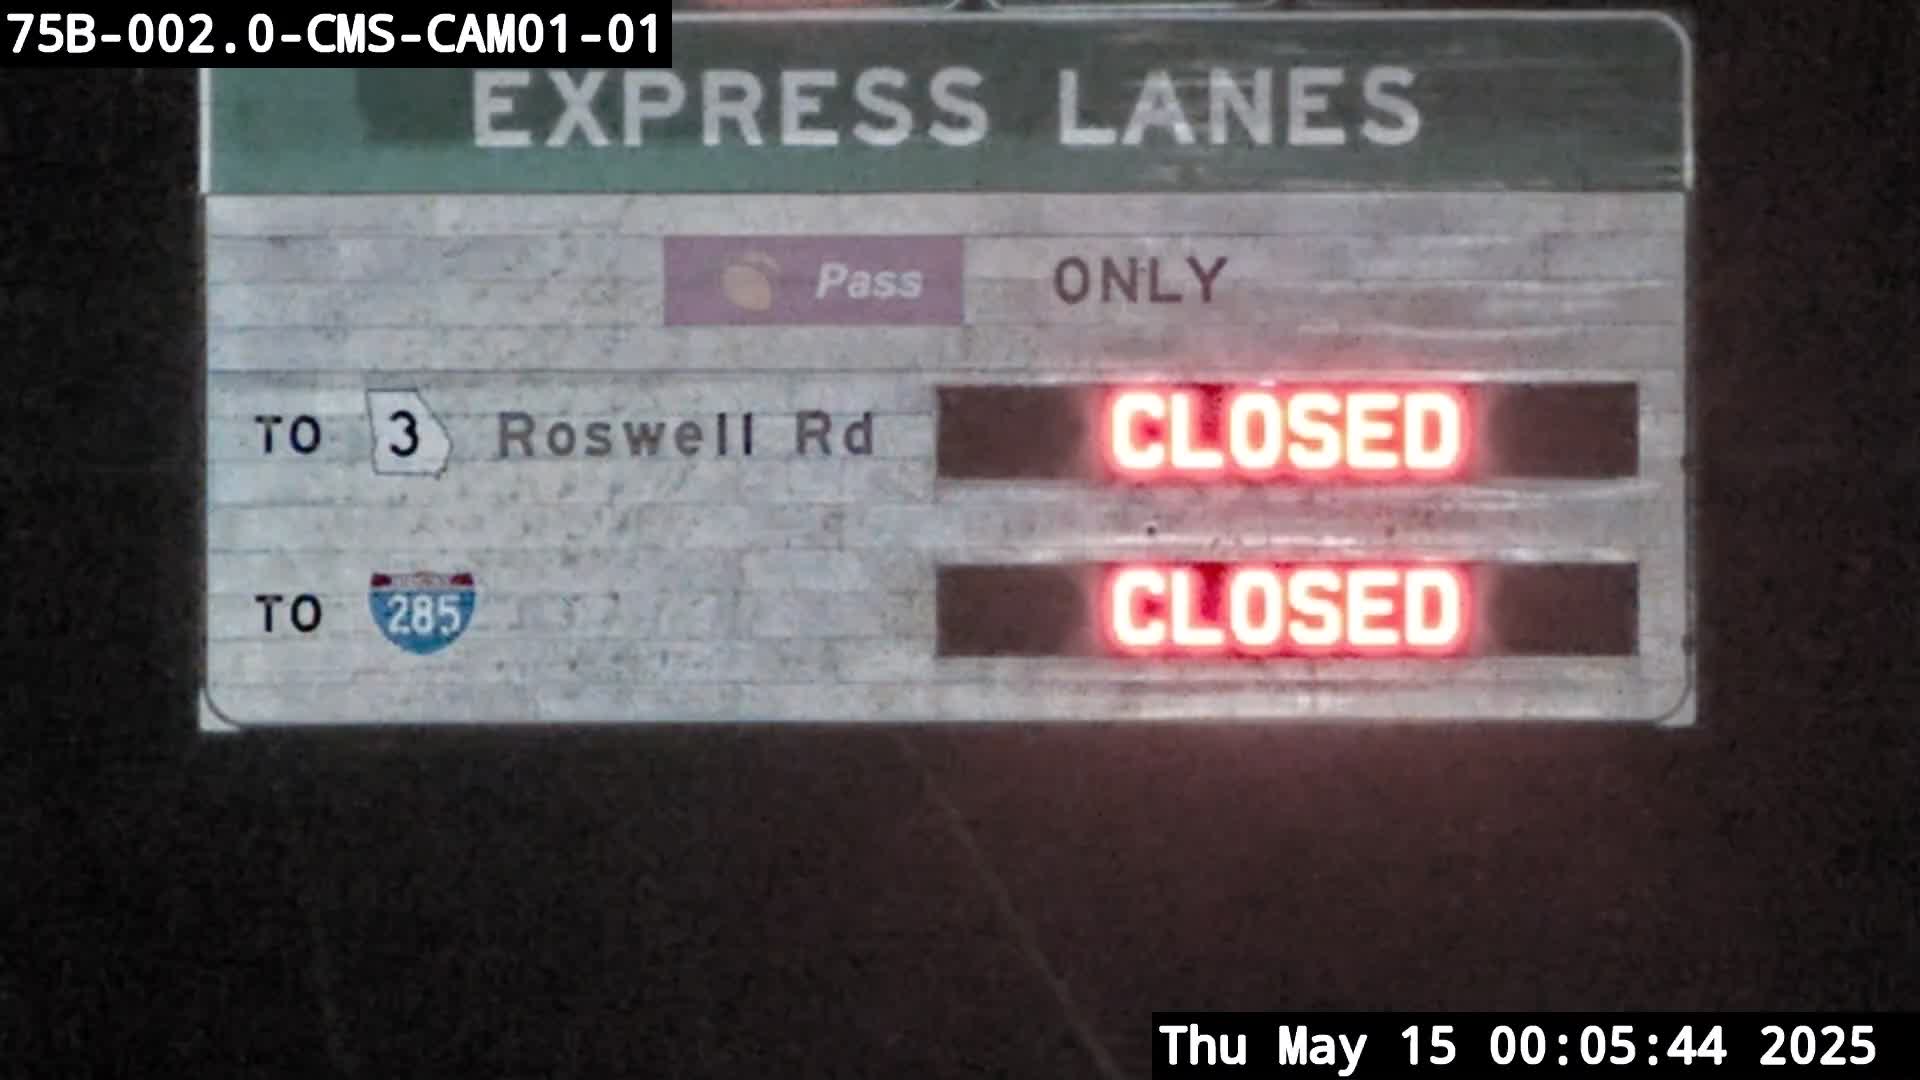 75B-002.0-CMS-CAM01-01
EXPRESS LANES
Pass ONLY
TO 3 Roswell Rd CLOSED
TO 285 CLOSED
Thu May 15 00:05:44 2025